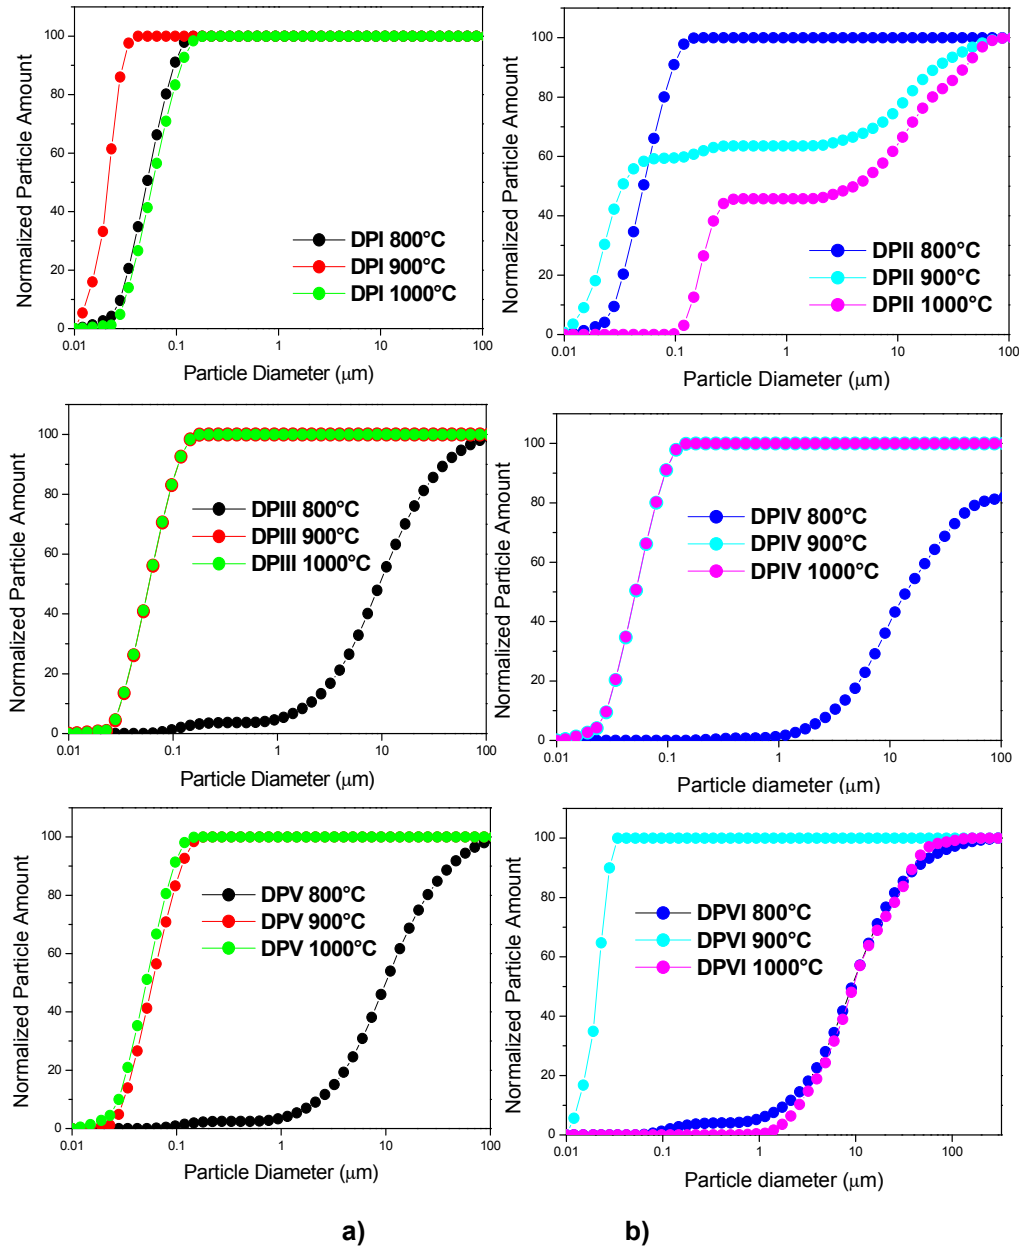 Normalized Particle Amount
100
80
60
40
20
0
DPI 800°C
DPI 900°C
DPI 1000°C
0.01
0.1
1
10
100
Particle Diameter (μm)
Normalized Particle Amount
100
80
60
40
20
0
DPII 800°C
DPII 900°C
DPII 1000°C
0.01
0.1
1
10
100
Particle Diameter (μm)
Normalized Particle Amount
100
80
60
40
20
0
DPIII 800°C
DPIII 900°C
DPIII 1000°C
0.01
0.1
1
10
100
Particle Diameter (μm)
Normalized Particle Amount
100
80
60
40
20
0
DPIV 800°C
DPIV 900°C
DPIV 1000°C
0.01
0.1
1
10
100
Particle diameter (μm)
Normalized Particle Amount
100
80
60
40
20
0
DPV 800°C
DPV 900°C
DPV 1000°C
0.01
0.1
1
10
100
Particle Diameter (μm)
Normalized Particle Amount
100
80
60
40
20
0
DPVI 800°C
DPVI 900°C
DPVI 1000°C
0.01
0.1
1
10
100
Particle diameter (μm)
a)
b)